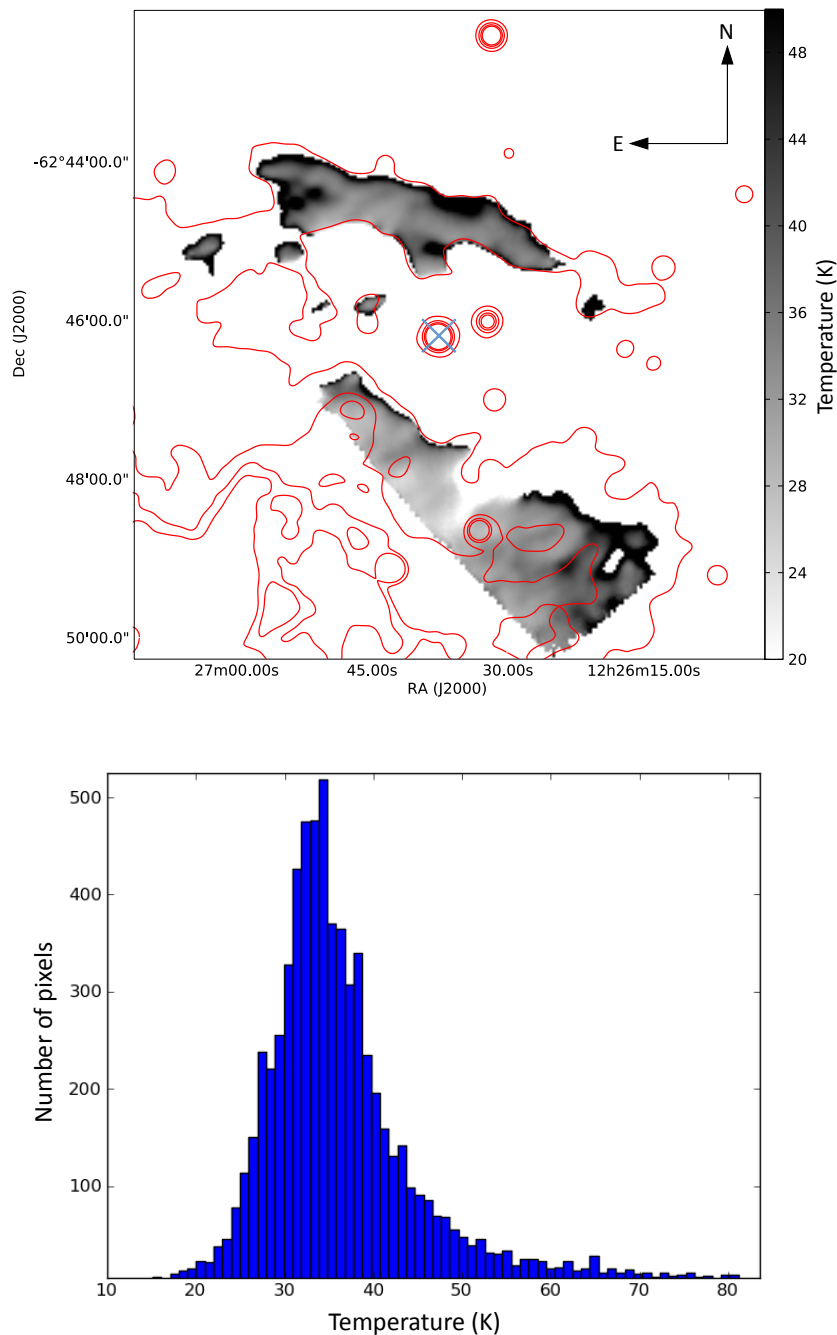 N
E
-62°44'00.0"
46'00.0"
48'00.0"
50'00.0"
Dec (J2000)
27m00.00s 45.00s 30.00s 12h26m15.00s
RA (J2000)
48
44
40
36
32
28
24
20
Temperature (K)
500
400
300
200
100
Number of pixels
10 20 30 40 50 60 70 80
Temperature (K)